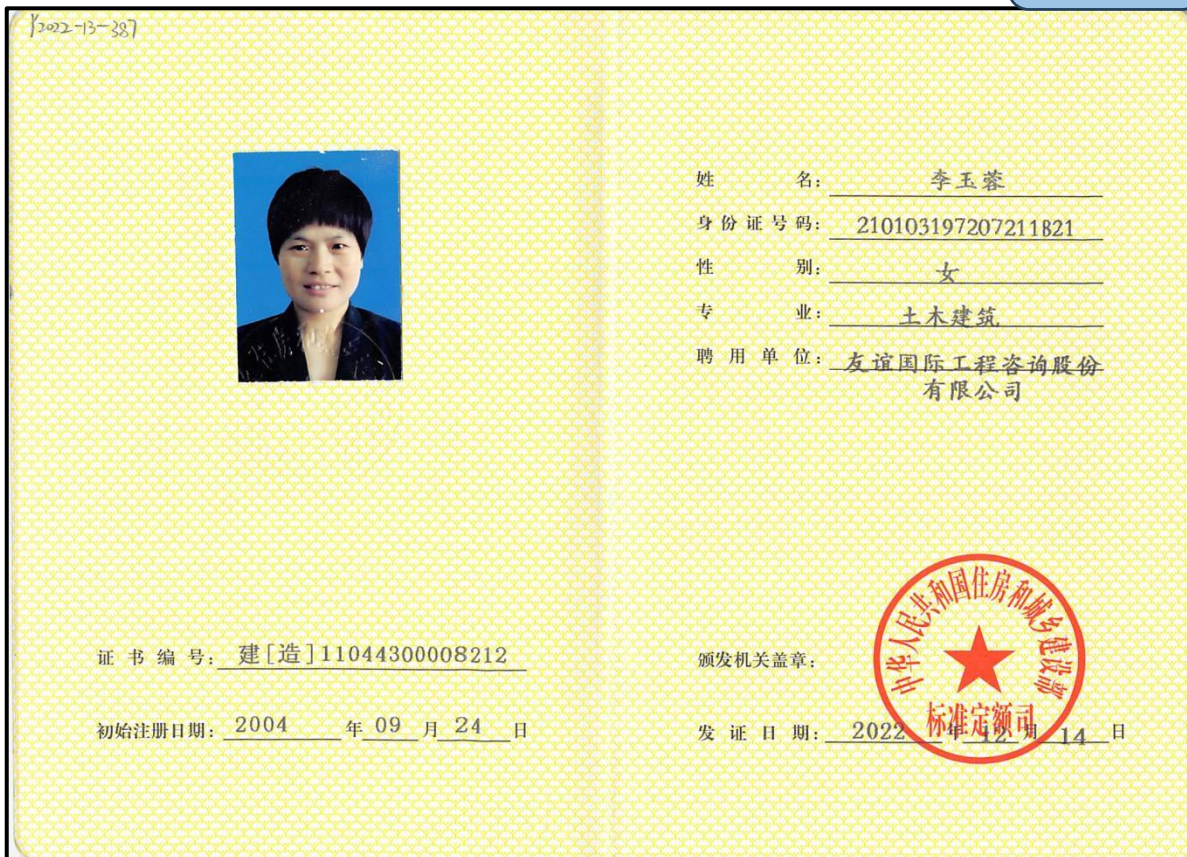 Y2022-13-387
姓 名: 李玉蓉
身份证号码: 210103197207211821
性 别: 女
专 业: 土木建筑
聘用单位: 友谊国际工程咨询股份
有限公司
证书编号: 建[造]11044300008212
初始注册日期: 2004 年 09 月 24 日
颁发机关盖章:
中华人民共和国住房和城乡建设部
标准定额司
发证日期: 2022 年 12 月 14 日